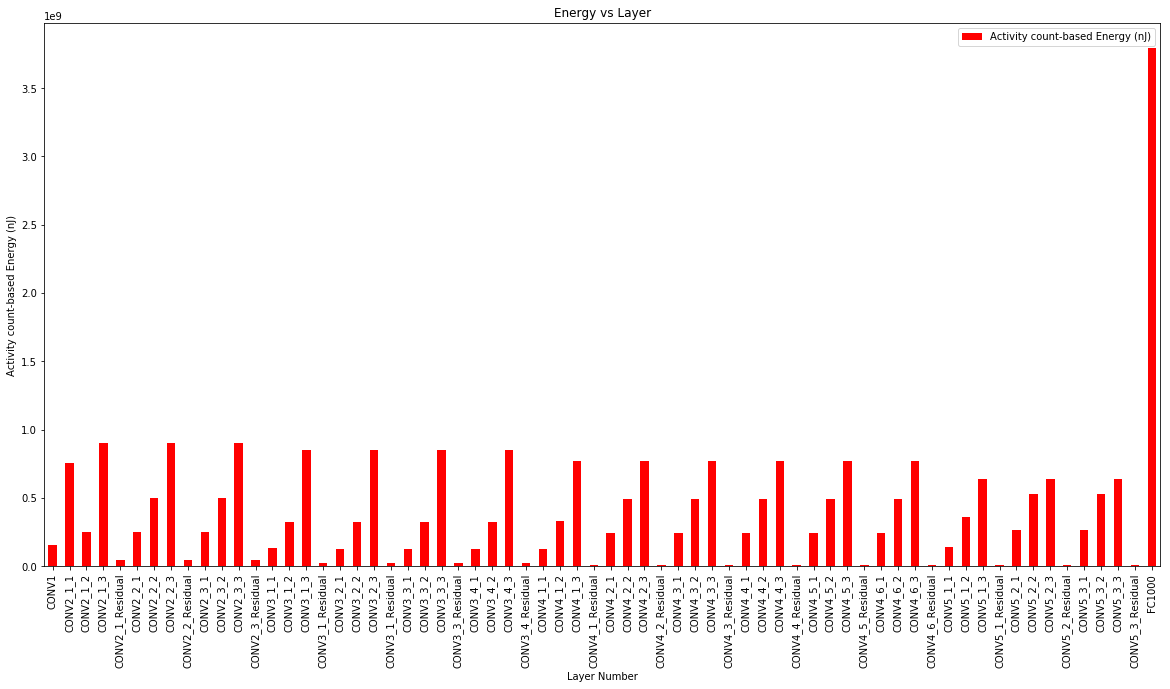 Energy vs Layer
1e9
Activity count-based Energy (nJ)
3.5
3.0
2.5
2.0
1.5
1.0
0.5
0.0
Activity count-based Energy (nJ)
CONV1
CONV2_1_1
CONV2_1_2
CONV2_1_3
CONV2_1_Residual
CONV2_2_1
CONV2_2_2
CONV2_2_3
CONV2_2_Residual
CONV2_3_1
CONV2_3_2
CONV2_3_3
CONV2_3_Residual
CONV3_1_1
CONV3_1_2
CONV3_1_3
CONV3_1_Residual
CONV3_2_1
CONV3_2_2
CONV3_2_3
CONV3_1_Residual
CONV3_3_1
CONV3_3_2
CONV3_3_3
CONV3_3_Residual
CONV3_4_1
CONV3_4_2
CONV3_4_3
CONV3_4_Residual
CONV4_1_1
CONV4_1_2
CONV4_1_3
CONV4_1_Residual
CONV4_2_1
CONV4_2_2
CONV4_2_3
CONV4_2_Residual
CONV4_3_1
CONV4_3_2
CONV4_3_3
CONV4_3_Residual
CONV4_4_1
CONV4_4_2
CONV4_4_3
CONV4_4_Residual
CONV4_5_1
CONV4_5_2
CONV4_5_3
CONV4_5_Residual
CONV4_6_1
CONV4_6_2
CONV4_6_3
CONV4_6_Residual
CONV5_1_1
CONV5_1_2
CONV5_1_3
CONV5_1_Residual
CONV5_2_1
CONV5_2_2
CONV5_2_3
CONV5_2_Residual
CONV5_3_1
CONV5_3_2
CONV5_3_3
CONV5_3_Residual
FC1000
Layer Number